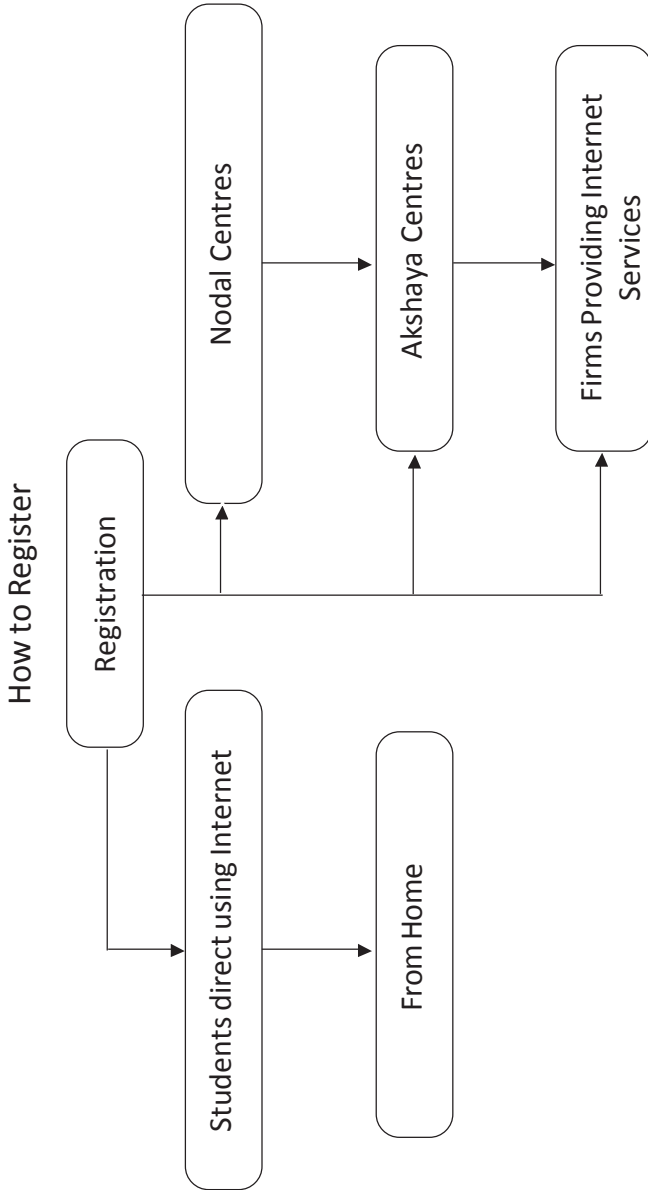 How to Register
Registration
Students direct using Internet
From Home
Nodal Centres
Akshaya Centres
Firms Providing Internet
Services